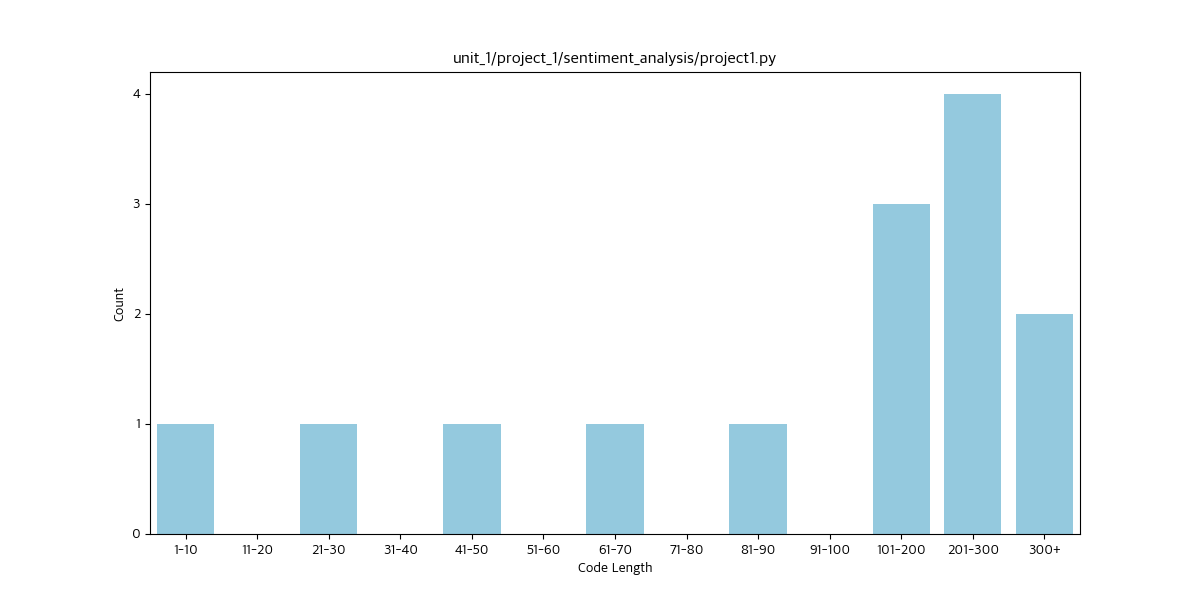 unit_1/project_1/sentiment_analysis/project1.py
4
3
2
1
0
Count
1-10 11-20 21-30 31-40 41-50 51-60 61-70 71-80 81-90 91-100 101-200 201-300 300+
Code Length